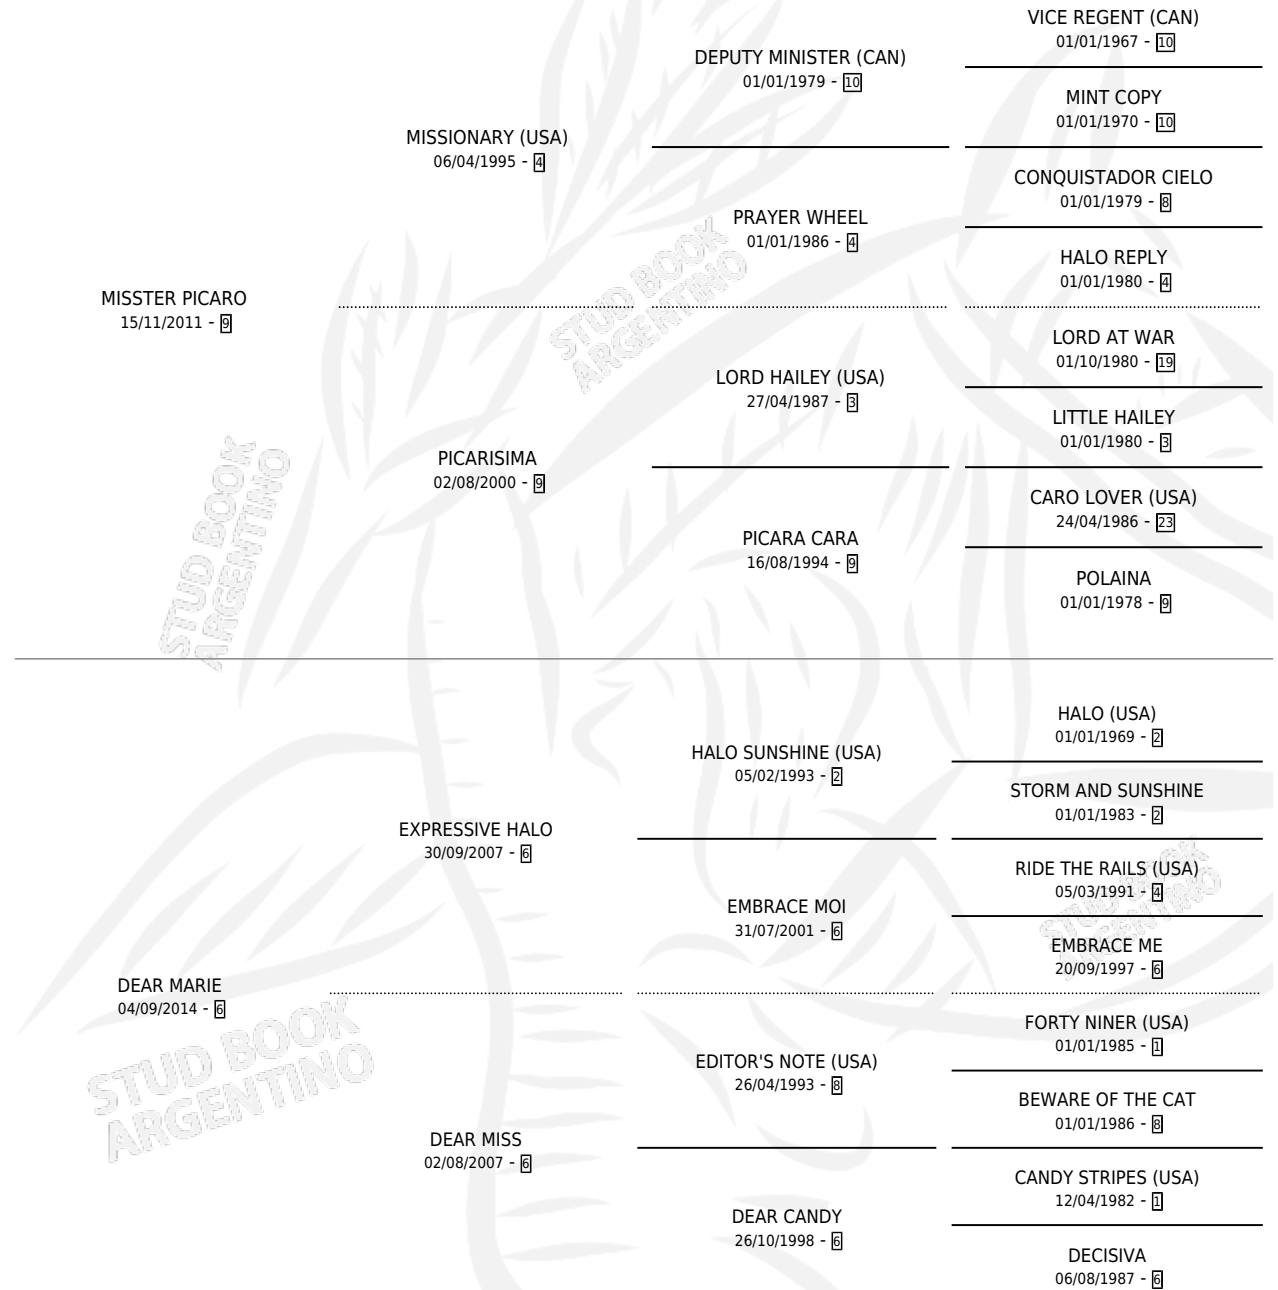 VICE REGENT (CAN)
01/01/1967 - 10
DEPUTY MINISTER (CAN)
01/01/1979 - 10
MINT COPY
01/01/1970 - 10
MISSIONARY (USA)
06/04/1995 - 4
CONQUISTADOR CIELO
01/01/1979 - 8
PRAYER WHEEL
01/01/1986 - 4
HALO REPLY
01/01/1980 - 4
MISSTER PICARO
15/11/2011 - 9
LORD AT WAR
01/10/1980 - 19
LORD HAILEY (USA)
27/04/1987 - 3
LITTLE HAILEY
01/01/1980 - 3
PICARISIMA
02/08/2000 - 9
CARO LOVER (USA)
24/04/1986 - 23
PICARA CARA
16/08/1994 - 9
POLAINA
01/01/1978 - 9
HALO (USA)
01/01/1969 - 2
HALO SUNSHINE (USA)
05/02/1993 - 2
STORM AND SUNSHINE
01/01/1983 - 2
EXPRESSIVE HALO
30/09/2007 - 6
RIDE THE RAILS (USA)
05/03/1991 - 4
EMBRACE MOI
31/07/2001 - 6
EMBRACE ME
20/09/1997 - 6
DEAR MARIE
04/09/2014 - 6
FORTY NINER (USA)
01/01/1985 - 1
EDITOR'S NOTE (USA)
26/04/1993 - 8
BEWARE OF THE CAT
01/01/1986 - 8
DEAR MISS
02/08/2007 - 6
CANDY STRIPES (USA)
12/04/1982 - 1
DEAR CANDY
26/10/1998 - 6
DECISIVA
06/08/1987 - 6
STUD BOOK
ARGENTINO
STUD BOOK
ARGENTINO
STUD BOOK
ARGENTINO
STUD BOOK
ARGENTINO